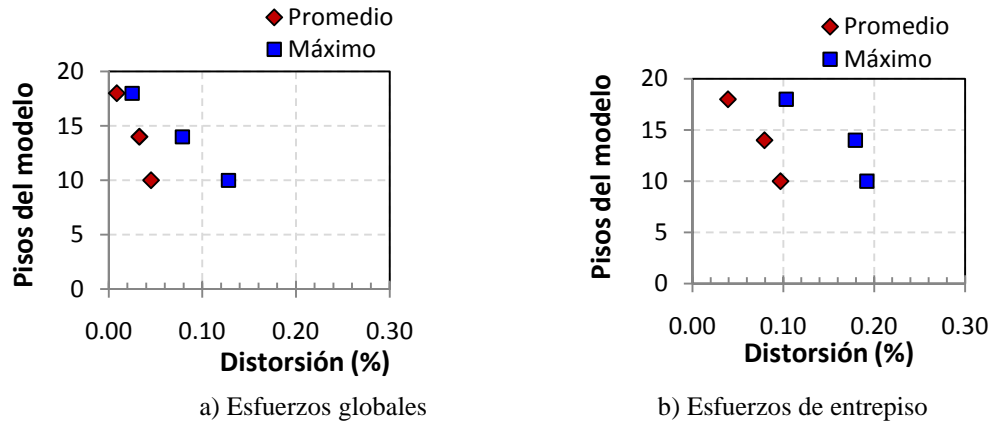 Promedio
Máximo
20
15
10
5
0
Pisos del modelo
0.00 0.10 0.20 0.30
Distorsión (%)
a) Esfuerzos globales
Promedio
Máximo
20
15
10
5
0
Pisos del modelo
0.00 0.10 0.20 0.30
Distorsión (%)
b) Esfuerzos de entrepiso